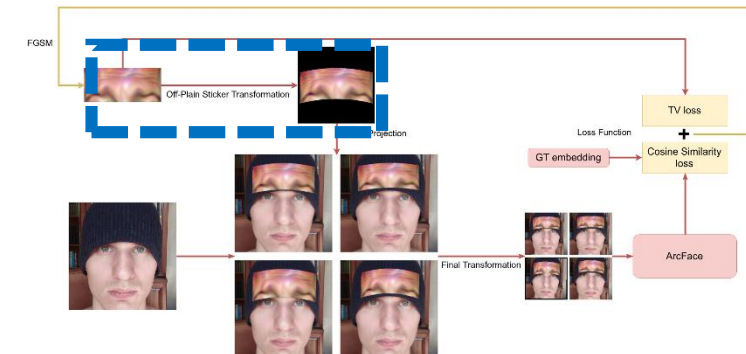 FGSM
Off-Plain Sticker Transformation
TV loss
Projection
Loss Function
+
GT embedding
Cosine Similarity
loss
Final Transformation
ArcFace